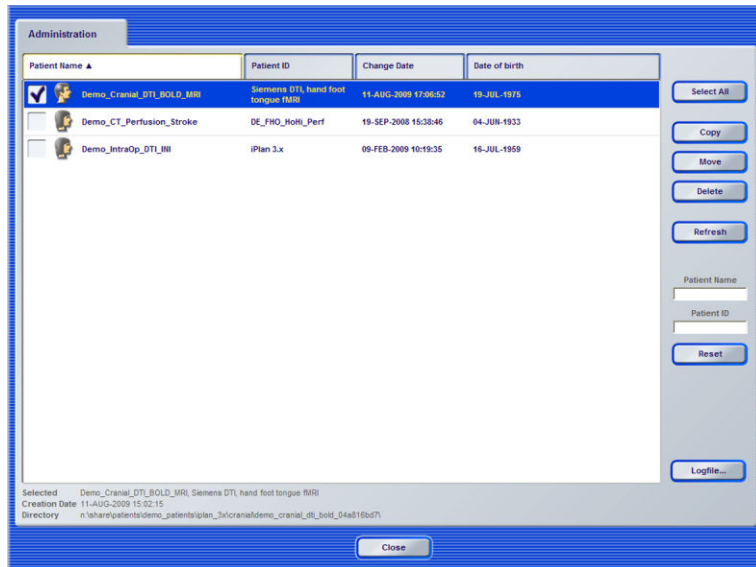 Administration
Patient Name ▲ Patient ID Change Date Date of birth
Demo_Cranial_DTI_BOLD_MRI Siemens DTI, hand foot tongue fMRI 11-AUG-2009 17:06:52 19-JUL-1975
Demo_CT_Perfusion_Stroke DE_FHO_HoHi_Perf 19-SEP-2008 15:38:46 04-JUN-1933
Demo_IntraOp_DTI_INI iPlan 3.x 09-FEB-2009 10:19:35 16-JUL-1959
Select All
Copy
Move
Delete
Refresh
Patient Name
Patient ID
Reset
Logfile...
Selected Demo_Cranial_DTI_BOLD_MRI, Siemens DTI, hand foot tongue fMRI
Creation Date 11-AUG-2009 15:02:15
Directory n:\share\patients\demo_patients\iplan_3x\cranial\demo_cranial_dti_bold_04a816bd7\
Close